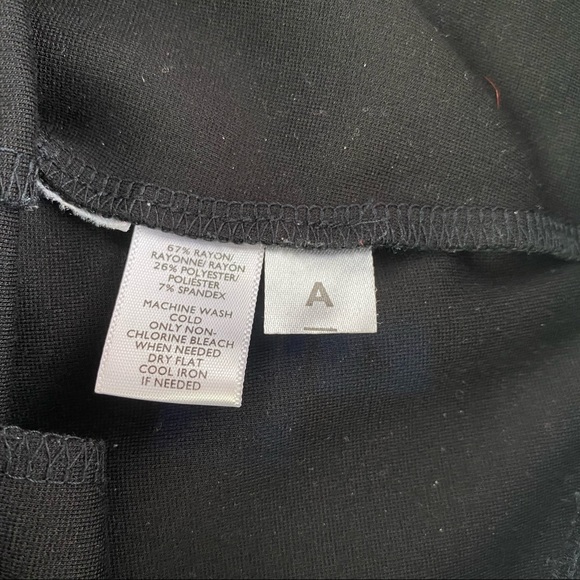 67% RAYON/
RAYONNE/ RAYÓN
26% POLYESTER/
POLIÉSTER
7% SPANDEX
MACHINE WASH
COLD
ONLY NON-
CHLORINE BLEACH
WHEN NEEDED
DRY FLAT
COOL IRON
IF NEEDED
A